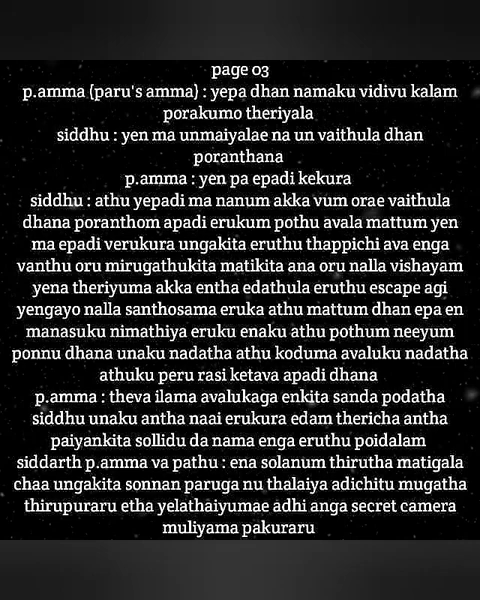 page 03
p.amma (paru's amma) : yepa dhan namaku vidivu kalam
porakumo theriyala
siddhu : yen ma unmaiyalae na un vaithula dhan
poranthana
p.amma : yen pa epadi kekura
siddhu : athu yepadi ma nanum akka vum orae vaithula
dhana poranthom apadi erukum pothu avala mattum yen
ma epadi verukura ungakita eruthu thappichi ava enga
vanthu oru mirugathukita matikita ana oru nalla vishayam
yena theriyuma akka entha edathula eruthu escape agi
yengayo nalla santhosama eruka athu mattum dhan epa en
manasuku nimathiya eruku enaku athu pothum neeyum
ponnu dhana unaku nadatha athu koduma avaluku nadatha
athuku peru rasi ketava apadi dhana
p.amma : theva ilama avalukaga enkita sanda podatha
siddhu unaku antha naai erukura edam thericha antha
paiyankita sollidu da nama enga eruthu poidalam
siddarth p.amma va pathu : ena solanum thirutha matigala
chaa ungakita sonnan paruga nu thalaiya adichitu mugatha
thirupuraru etha yelathaiyumae adhi anga secret camera
muliyama pakuraru